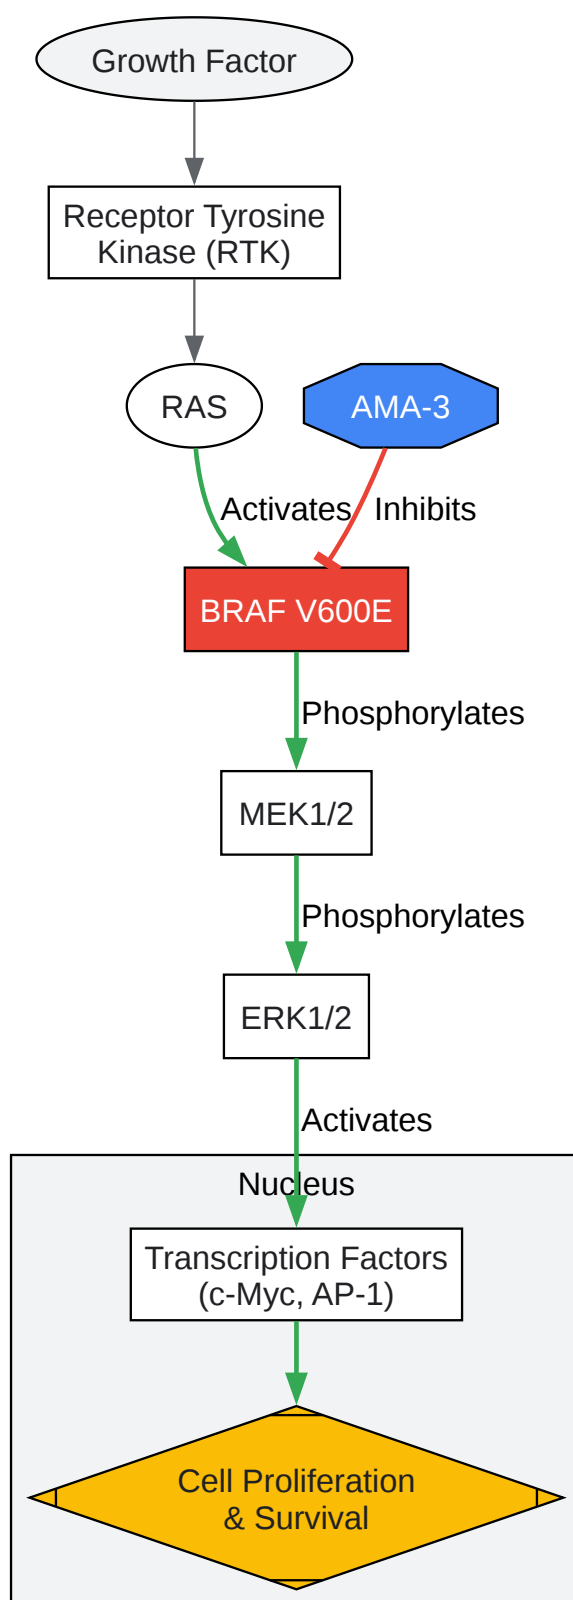 Growth Factor
Receptor Tyrosine
Kinase (RTK)
RAS
AMA-3
Activates
Inhibits
BRAF V600E
Phosphorylates
MEK1/2
Phosphorylates
ERK1/2
Activates
Nucleus
Transcription Factors
(c-Myc, AP-1)
Cell Proliferation
& Survival